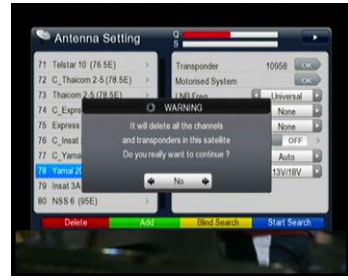 Antenna Setting
Q
S
71 Telstar 10 (76.5E)
72 C_Thaicom 2-5 (78.5E)
73 Thaicom 2-5 (78.5E)
74 C_Expre
75 Express
76 C_Insat
77 C_Yama
78 Yamal 20
79 Insat 3A
80 NSS 6 (95E)
Transponder 10958 OK
Motorised System OK
LNB Freq Universal
None
None
OFF
Auto
13V/18V
WARNING
It will delete all the channels
and transponders in this satellite
Do you really want to continue ?
No
Delete Add Blind Search Start Search